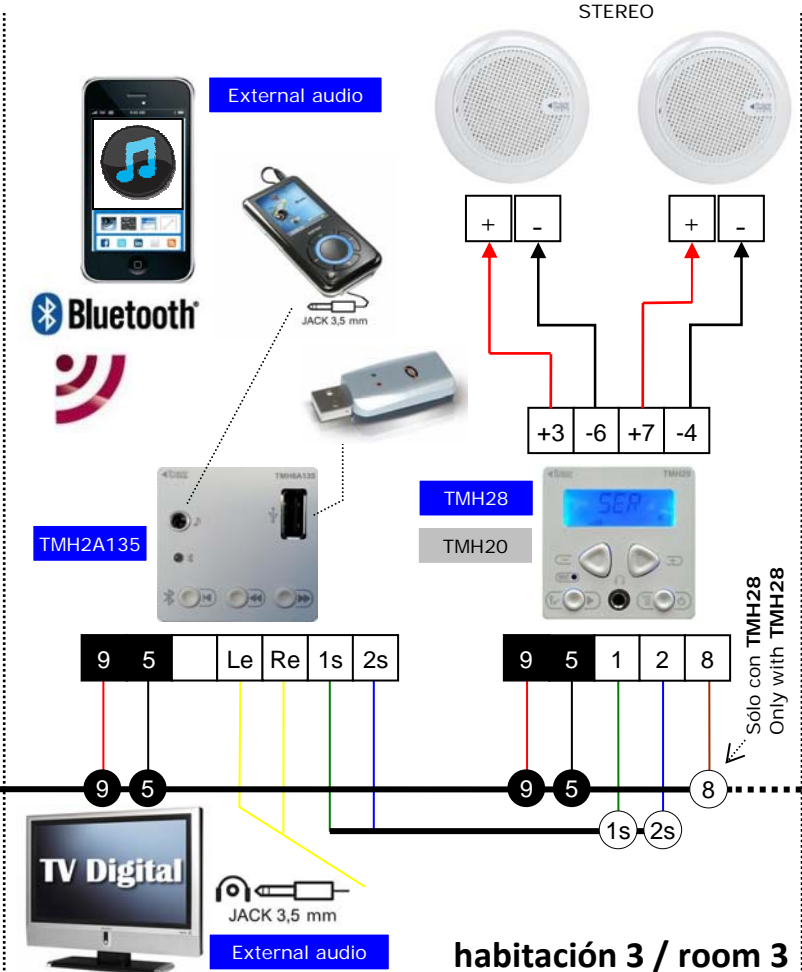 STEREO
External audio
Bluetooth
JACK 3,5 mm
+ - + -
+3 -6 +7 -4
TMH6A135
TMH2A135
TMH28
TMH20
SER
9 5 Le Re 1s 2s
9 5 1 2 8
Sólo con TMH28
Only with TMH28
9 5 9 5 8
1s 2s
TV Digital
JACK 3,5 mm
External audio
habitación 3 / room 3